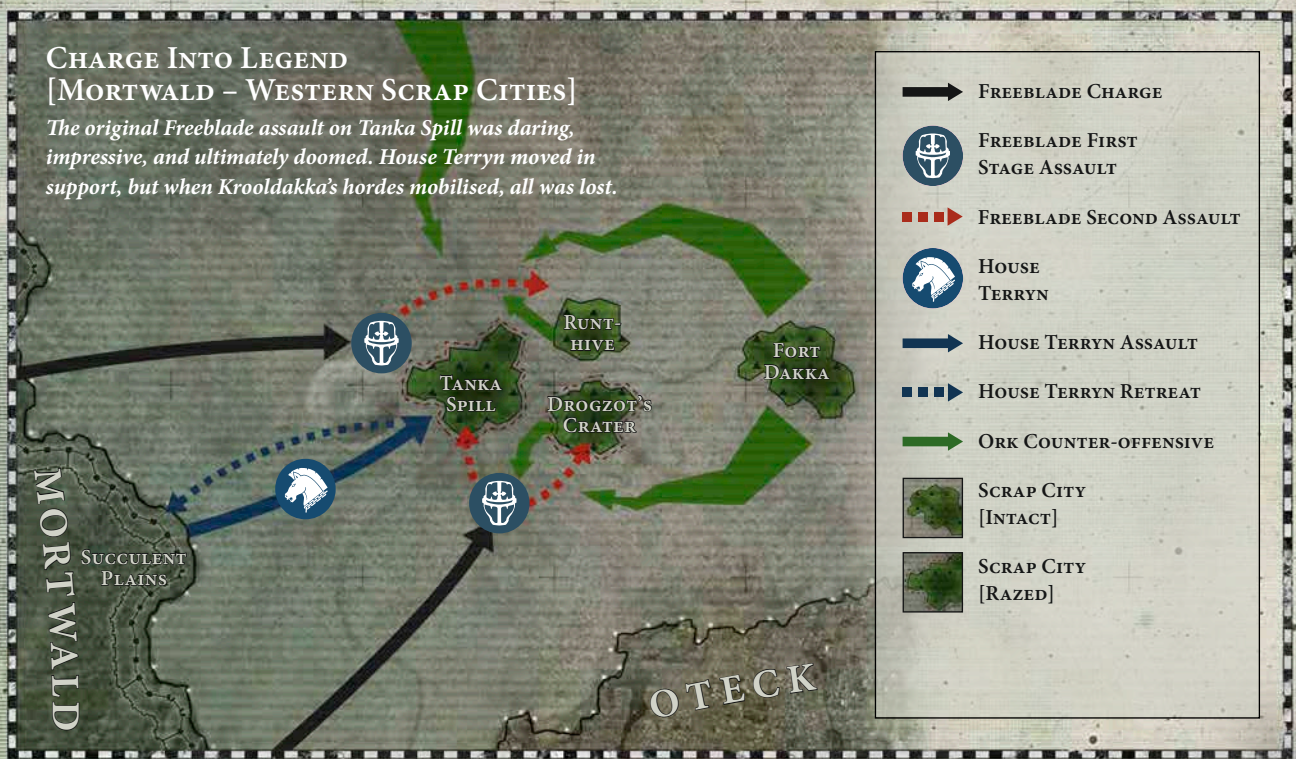 Charge Into Legend
[Mortwald – Western Scrap Cities]
The original Freeblade assault on Tanka Spill was daring,
impressive, and ultimately doomed. House Terryn moved in
support, but when Krooldakka's hordes mobilised, all was lost.
Runt-
hive
Fort
Dakka
Tanka
Spill
Drogzot's
Crater
Succulent
Plains
MORTWALD
OTECK
Freeblade Charge
Freeblade First
Stage Assault
Freeblade Second Assault
House
Terryn
House Terryn Assault
House Terryn Retreat
Ork Counter-offensive
Scrap City
[Intact]
Scrap City
[Razed]